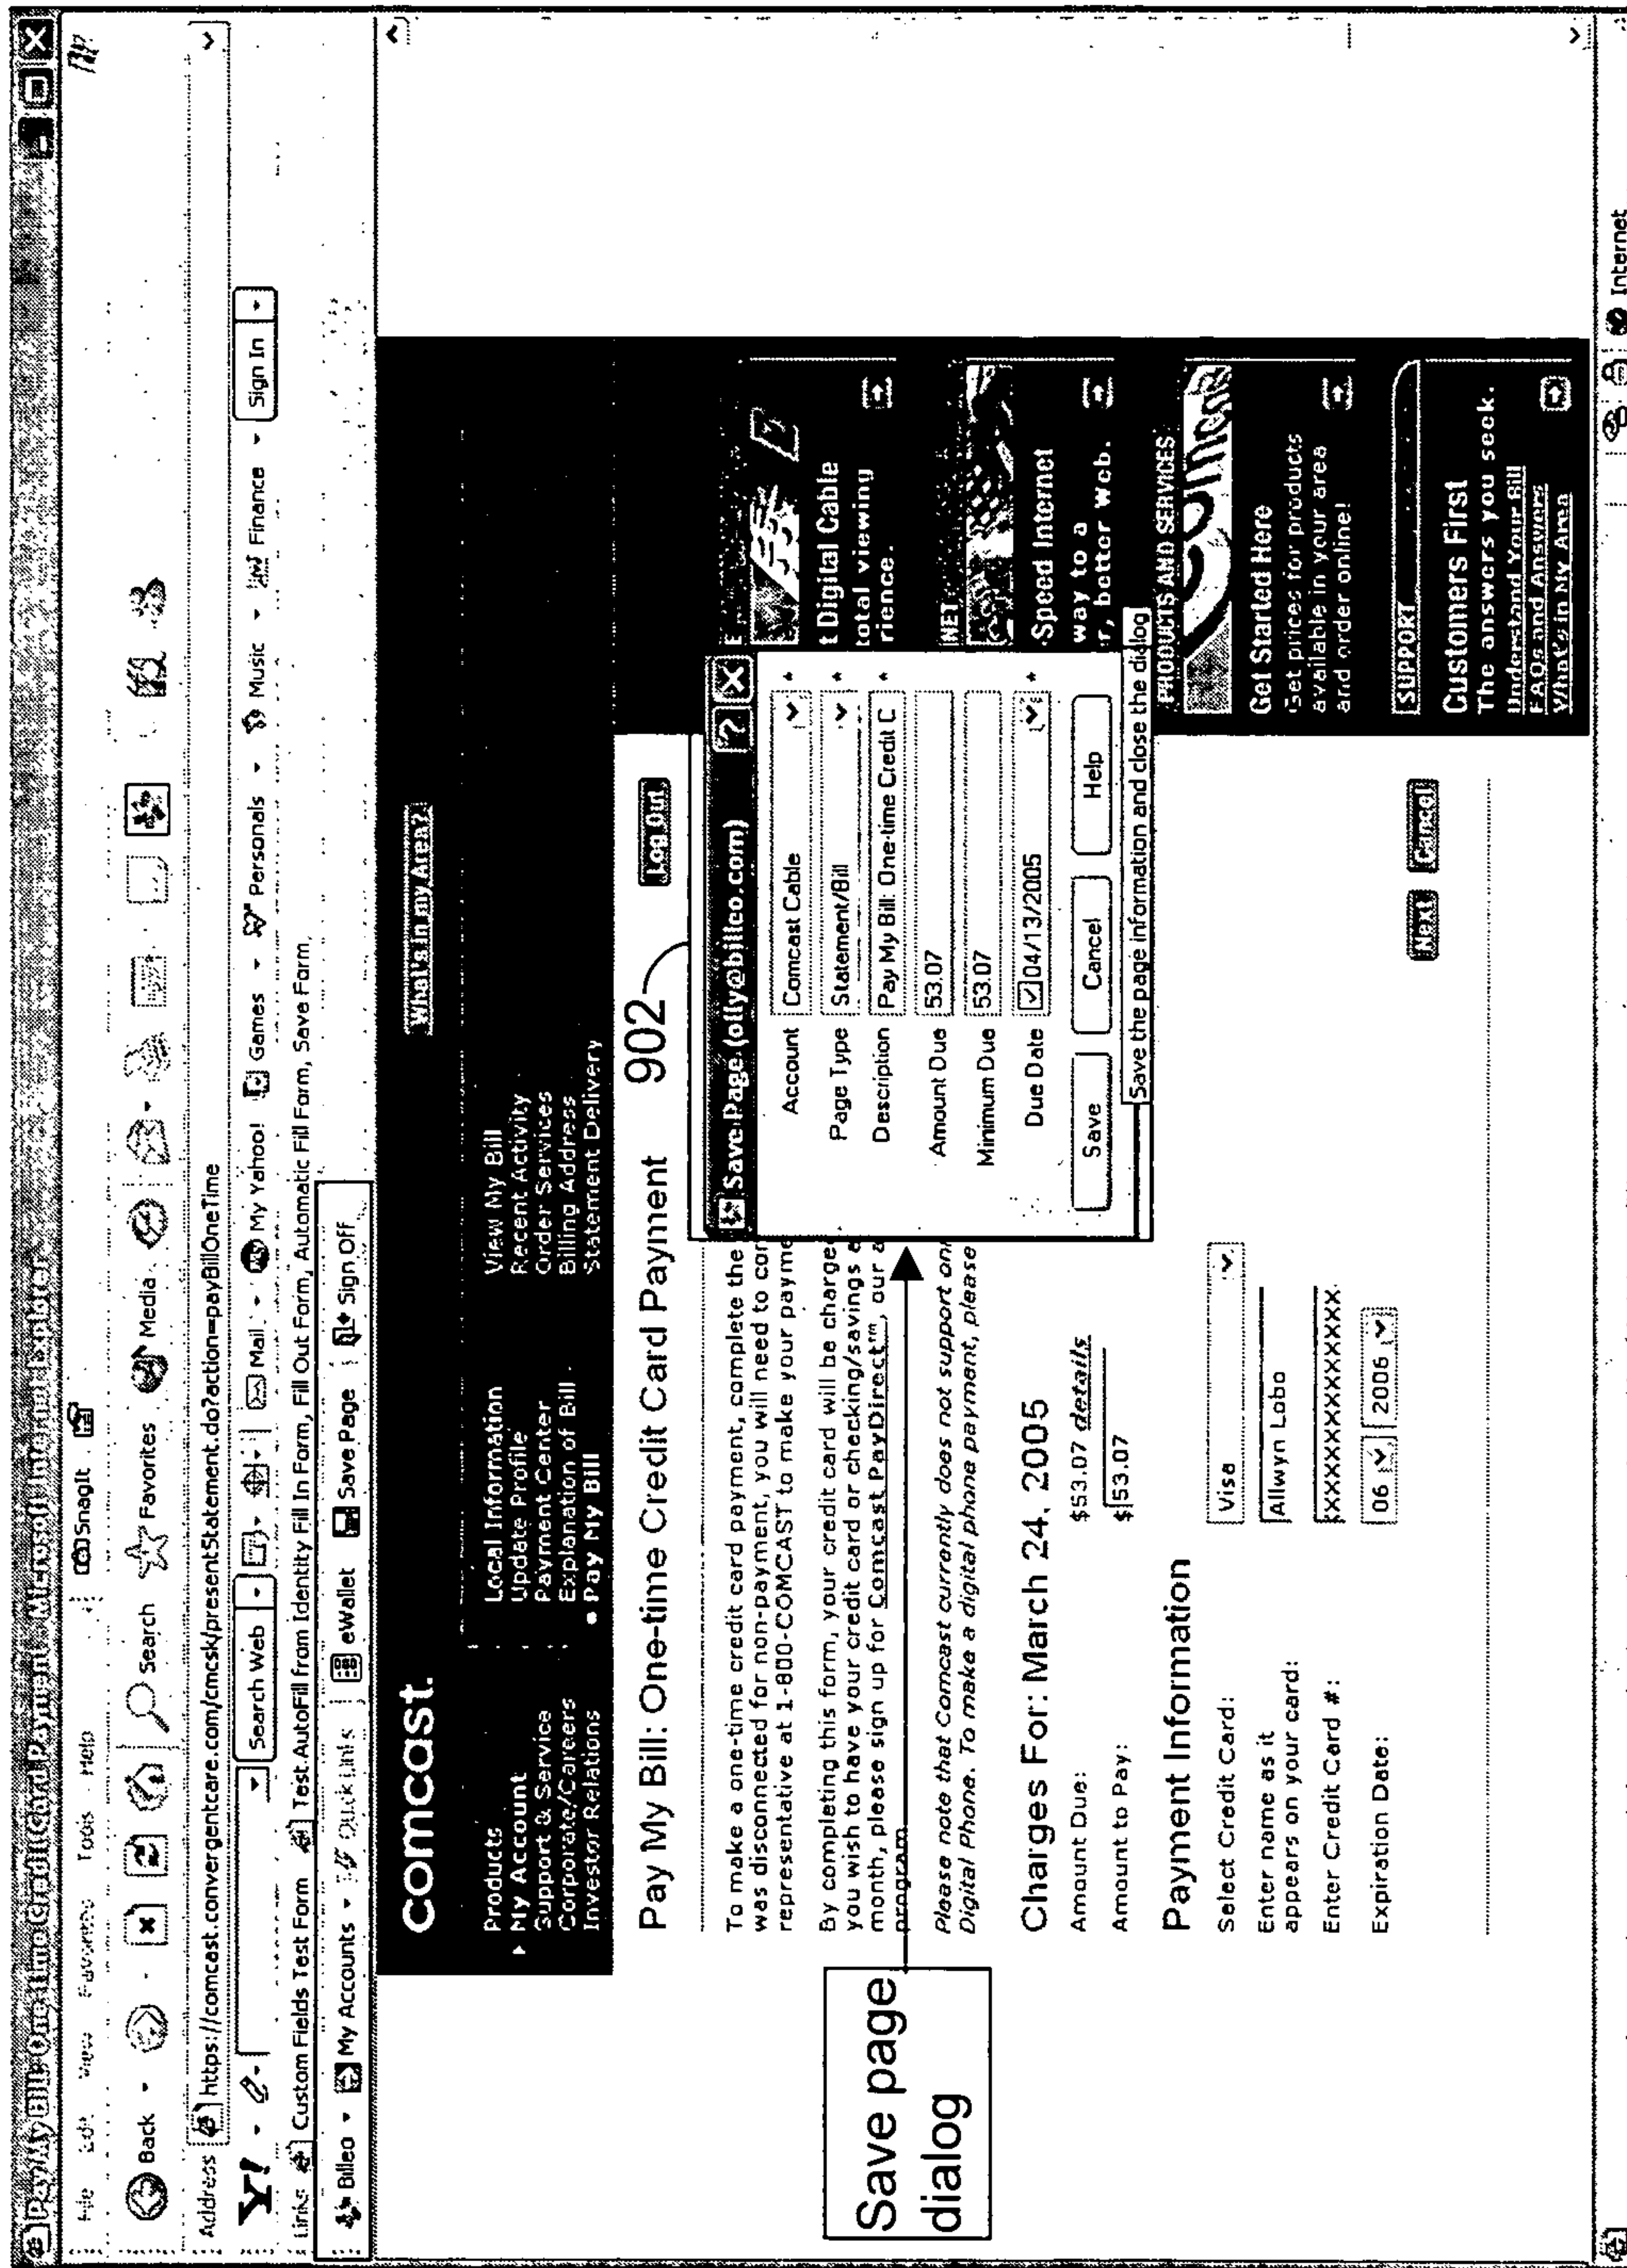 Pay My Bill: One-time Credit Card Payment - Microsoft Internet Explorer
File Edit View Favorites Tools Help SnagIt
Back Search Favorites Media
Address https://comcast.convergentcare.com/cmcsk/presentStatement.do?action=payBillOneTime
Y! Search Web Mail My Yahoo! Games Personals Music Finance Sign In
Links Custom Fields Test Form Test.AutoFill from Identity Fill In Form, Fill Out Form, Automatic Fill Form, Save Form,
Billeo My Accounts Quick Links eWallet Save Page Sign Off
comcast.
What's in my Area?
Products
My Account
Support & Service
Corporate/Careers
Investor Relations
Local Information
Update Profile
Payment Center
Explanation of Bill
• Pay My Bill
View My Bill
Recent Activity
Order Services
Billing Address
Statement Delivery
Pay My Bill: One-time Credit Card Payment
902
Log Out
To make a one-time credit card payment, complete the
was disconnected for non-payment, you will need to con
representative at 1-800-COMCAST to make your payme
By completing this form, your credit card will be charged
you wish to have your credit card or checking/savings a
month, please sign up for Comcast PayDirect™, our a
program
Please note that Comcast currently does not support on
Digital Phone. To make a digital phone payment, please
Save page
dialog
Save Page (olly@billco.com)
Account Comcast Cable *
Page Type Statement/Bill *
Description Pay My Bill: One-time Credit C *
Amount Due 53.07
Minimum Due 53.07
Due Date 04/13/2005 *
Save Cancel Help
Save the page information and close the dialog
Charges For: March 24, 2005
Amount Due: $53.07 details
Amount to Pay: $ 53.07
Payment Information
Select Credit Card: Visa
Enter name as it
appears on your card: Allwyn Lobo
Enter Credit Card #: XXXXXXXXXXXXXXXX
Expiration Date: 06 2006
Next Cancel
E
t Digital Cable
total viewing
rience.
NET
-Speed Internet
way to a
r, better Web.
PRODUCTS AND SERVICES
Get Started Here
Get prices for products
available in your area
and order online!
SUPPORT
Customers First
The answers you seek.
Understand Your Bill
FAQs and Answers
What's in My Area
Internet